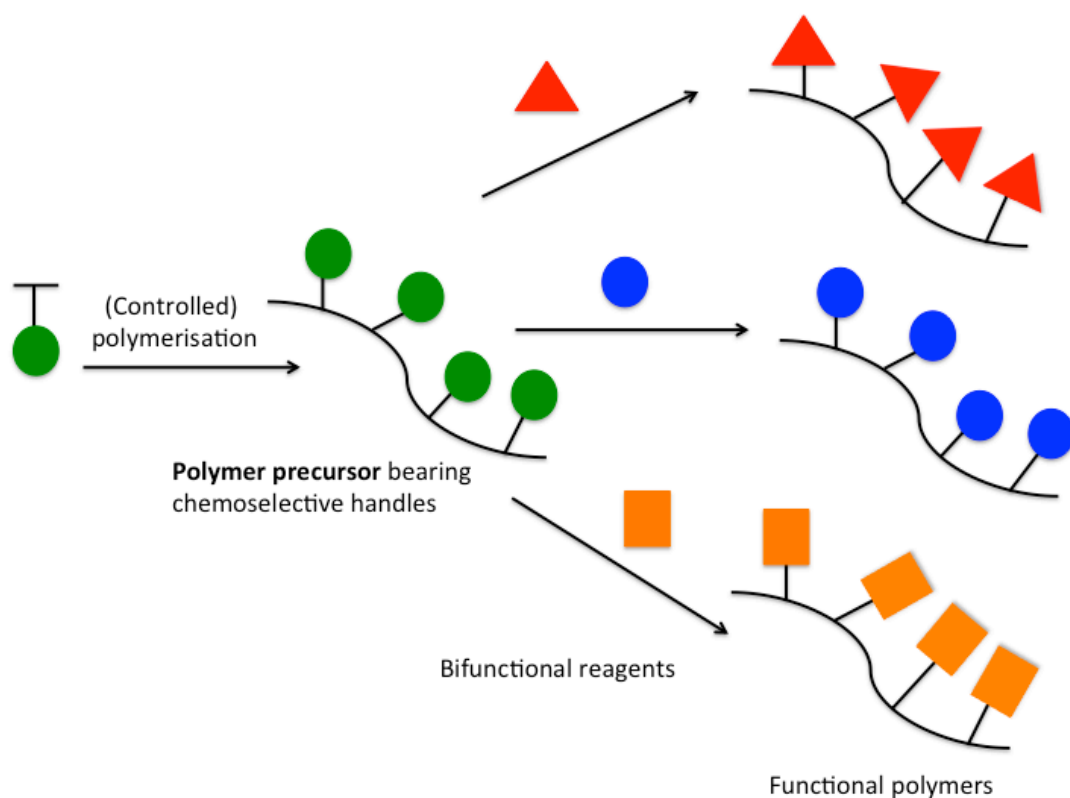 (Controlled)
polymerisation
Polymer precursor bearing
chemoselective handles
Bifunctional reagents
Functional polymers